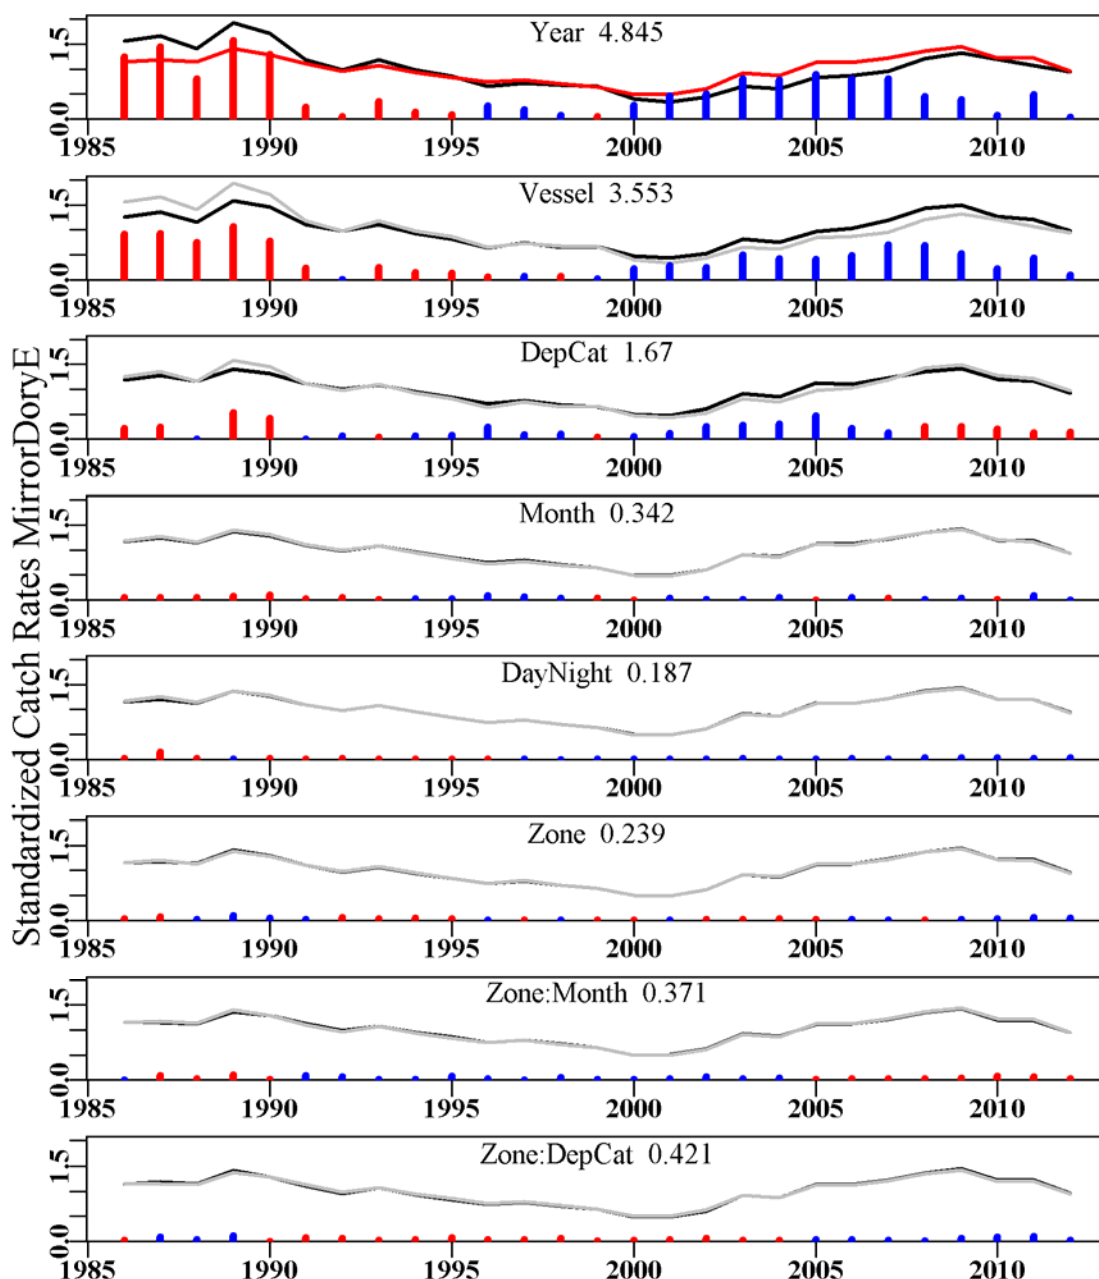 Standardized Catch Rates MirrorDoryE
Year 4.845
0.0 1.5
1985 1990 1995 2000 2005 2010
Vessel 3.553
0.0 1.5
1985 1990 1995 2000 2005 2010
DepCat 1.67
0.0 1.5
1985 1990 1995 2000 2005 2010
Month 0.342
0.0 1.5
1985 1990 1995 2000 2005 2010
DayNight 0.187
0.0 1.5
1985 1990 1995 2000 2005 2010
Zone 0.239
0.0 1.5
1985 1990 1995 2000 2005 2010
Zone:Month 0.371
0.0 1.5
1985 1990 1995 2000 2005 2010
Zone:DepCat 0.421
0.0 1.5
1985 1990 1995 2000 2005 2010